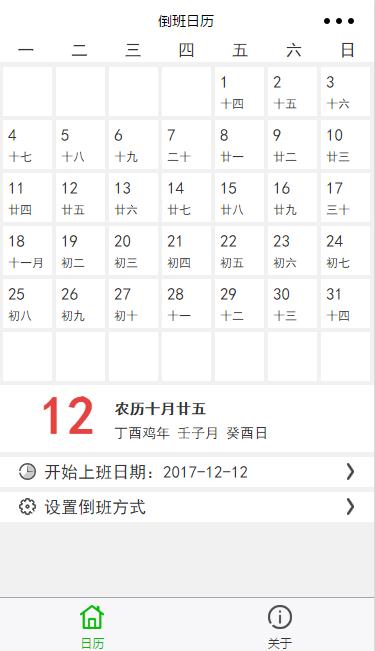 倒班日历
一 二 三 四 五 六 日
1 2 3
十四 十五 十六
4 5 6 7 8 9 10
十七 十八 十九 二十 廿一 廿二 廿三
11 12 13 14 15 16 17
廿四 廿五 廿六 廿七 廿八 廿九 三十
18 19 20 21 22 23 24
十一月 初二 初三 初四 初五 初六 初七
25 26 27 28 29 30 31
初八 初九 初十 十一 十二 十三 十四
12
农历十月廿五
丁酉鸡年 壬子月 癸酉日
开始上班日期：2017-12-12
设置倒班方式
日历 关于